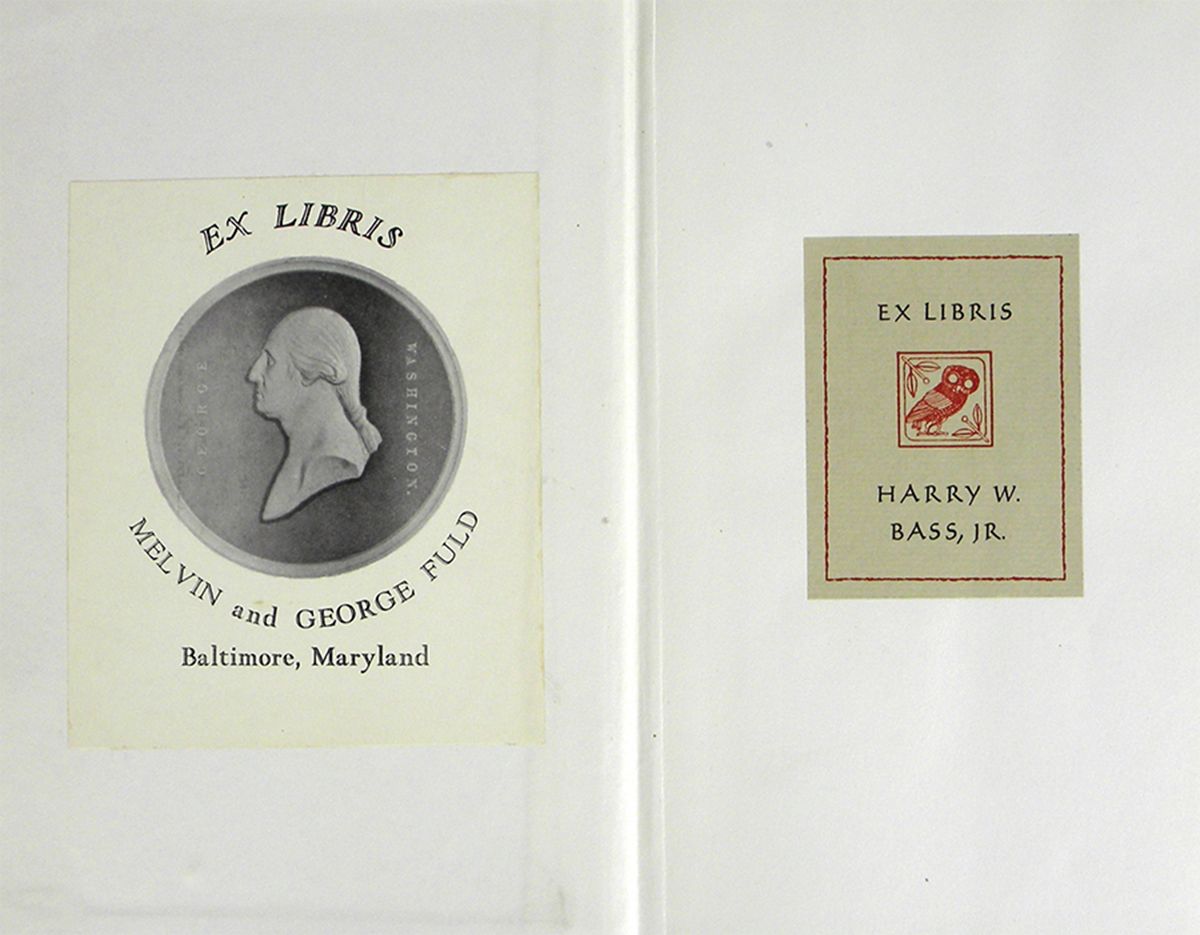 EX LIBRIS
GEORGE
WASHINGTON.
MELVIN and GEORGE FULD
Baltimore, Maryland
EX LIBRIS
HARRY W.
BASS, JR.